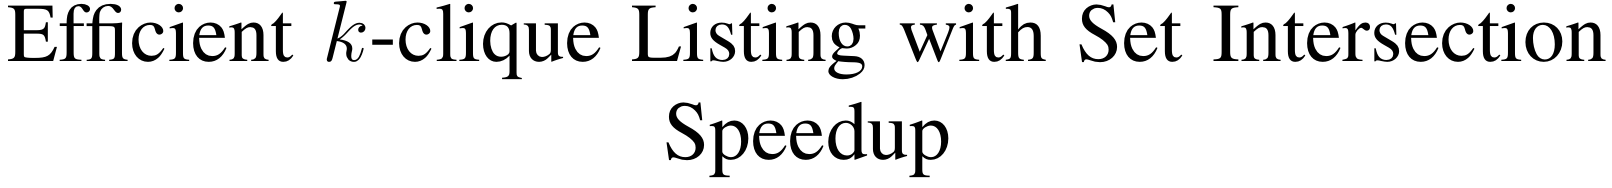 Efficient k-clique Listing with Set Intersection
Speedup